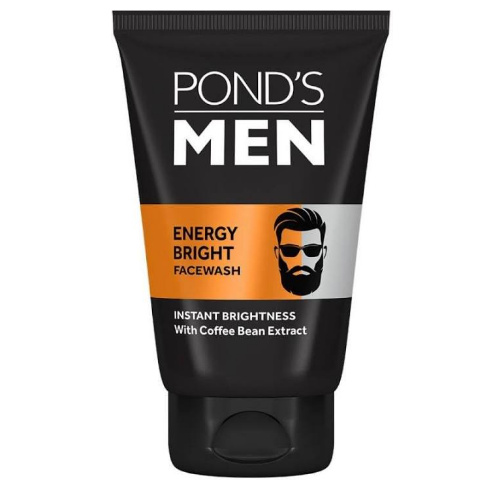 POND'S
MEN
ENERGY
BRIGHT
FACEWASH
INSTANT BRIGHTNESS
With Coffee Bean Extract